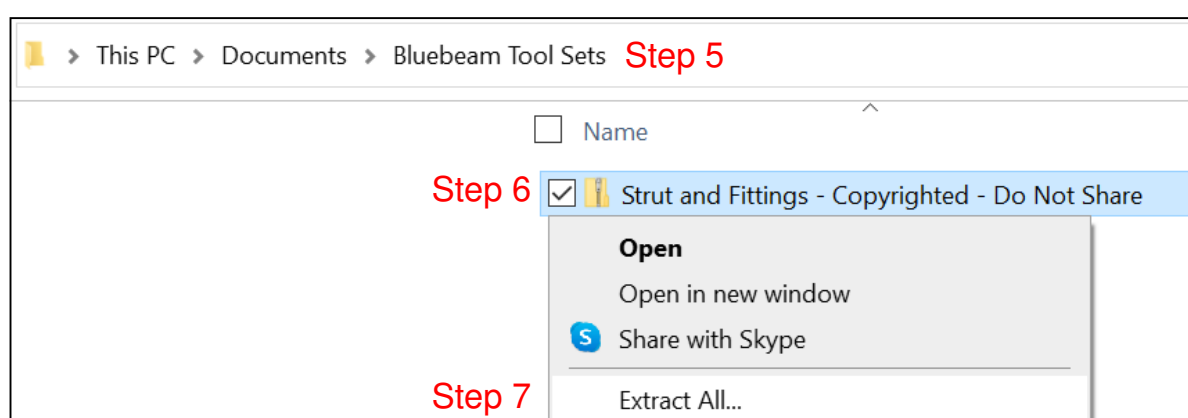 This PC > Documents > Bluebeam Tool Sets Step 5
Name
Step 6 Strut and Fittings - Copyrighted - Do Not Share
Open
Open in new window
S Share with Skype
Step 7 Extract All...